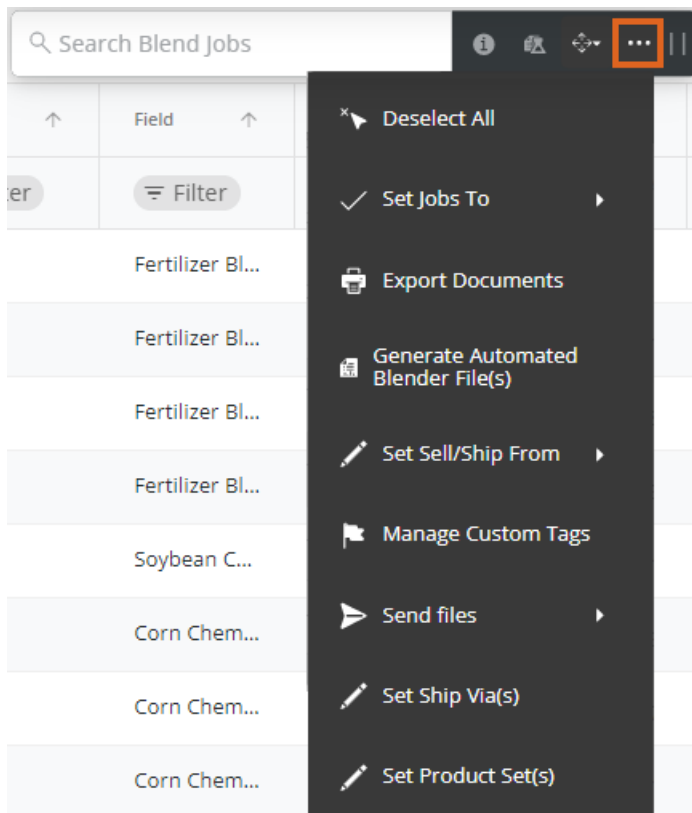 Search Blend Jobs
Field
Filter
Fertilizer Bl...
Fertilizer Bl...
Fertilizer Bl...
Fertilizer Bl...
Soybean C...
Corn Chem...
Corn Chem...
Corn Chem...
Deselect All
Set Jobs To
Export Documents
Generate Automated
Blender File(s)
Set Sell/Ship From
Manage Custom Tags
Send files
Set Ship Via(s)
Set Product Set(s)